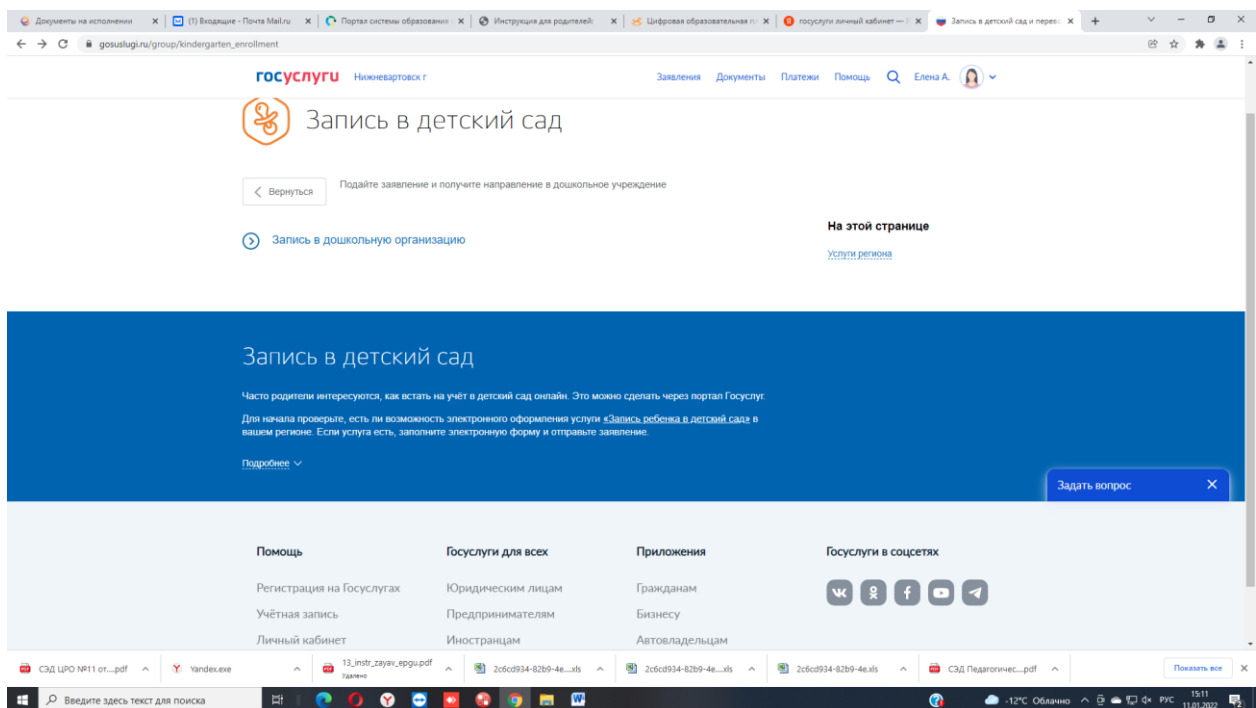 Документы на исполнении
(1) Входящие - Почта Mail.ru
Портал системы образования
Инструкция для родителей:
Цифровая образовательная п
госуслуги личный кабинет —
Запись в детский сад и перев
gosuslugi.ru/group/kindergarten_enrollment
госуслуги Нижневартовск г Заявления Документы Платежи Помощь Елена А.
Запись в детский сад
Вернуться
Подайте заявление и получите направление в дошкольное учреждение
На этой странице
Запись в дошкольную организацию
Услуги региона
Запись в детский сад
Часто родители интересуются, как встать на учёт в детский сад онлайн. Это можно сделать через портал Госуслуг.
Для начала проверьте, есть ли возможность электронного оформления услуги «Запись ребенка в детский сад» в
вашем регионе. Если услуга есть, заполните электронную форму и отправьте заявление.
Подробнее
Задать вопрос
Помощь Госуслуги для всех Приложения Госуслуги в соцсетях
Регистрация на Госуслугах Юридическим лицам Гражданам
Учётная запись Предпринимателям Бизнесу
Личный кабинет Иностранцам Автовладельцам
СЭД ЦРО №11 от....pdf
Yandex.exe
13_instr_zayav_epgu.pdf
Удалено
2c6cd934-82b9-4e....xls
2c6cd934-82b9-4e....xls
2c6cd934-82b9-4e.xls
СЭД Педагогичес....pdf
Показать все
Введите здесь текст для поиска
-12°C Облачно
РУС
15:11
11.01.2022